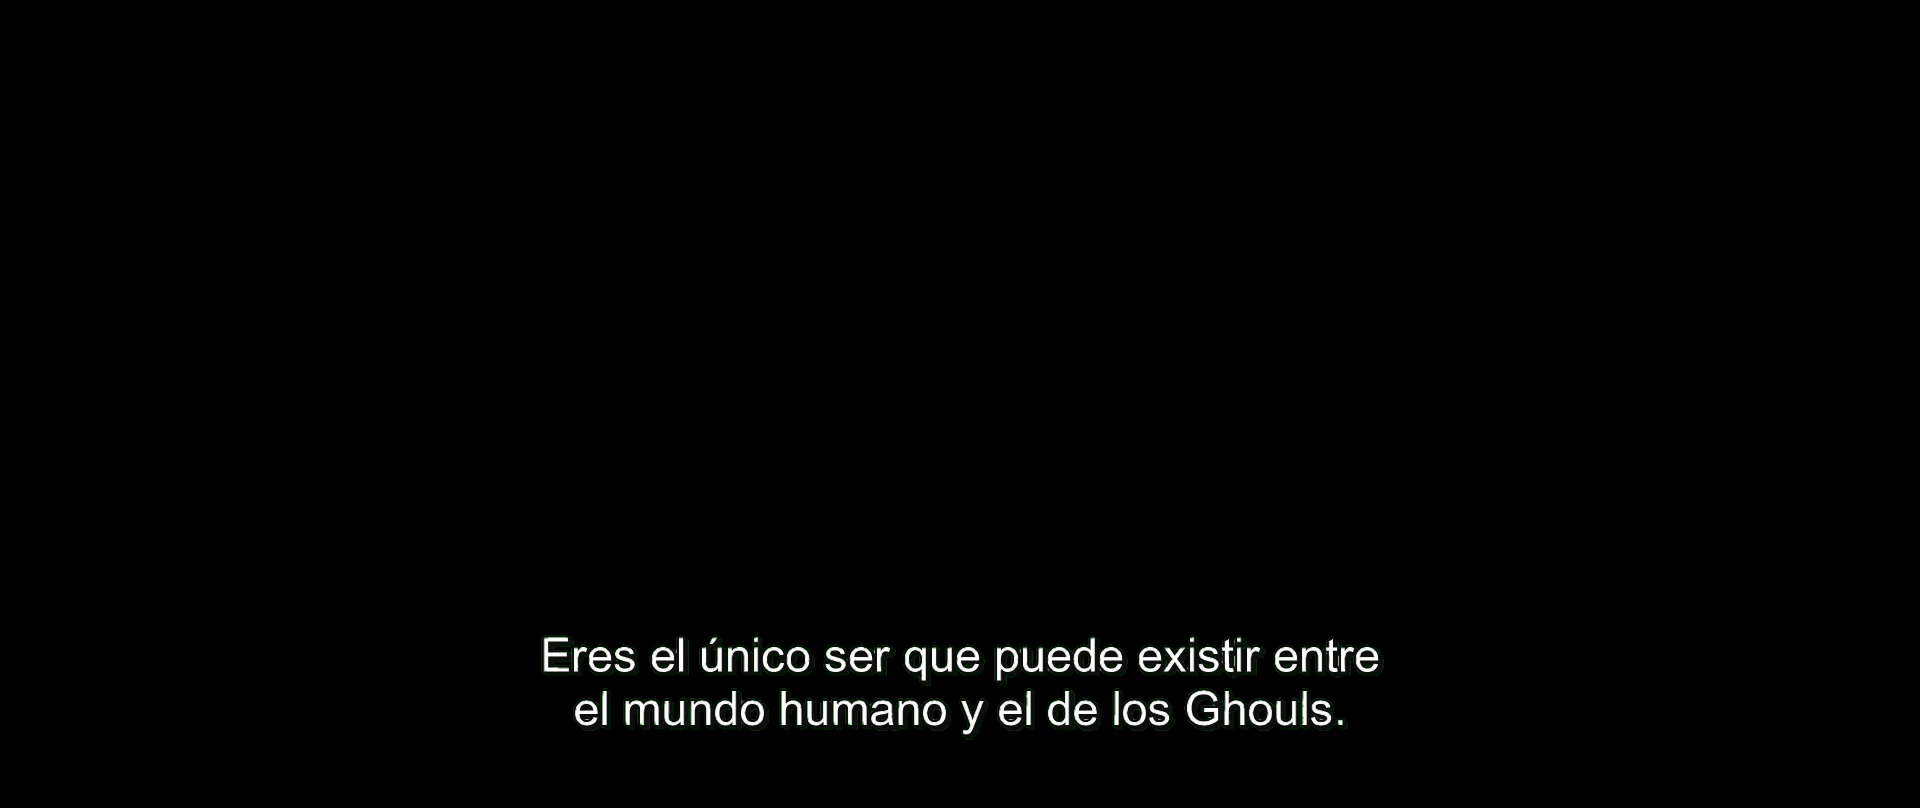 Eres el único ser que puede existir entre
el mundo humano y el de los Ghouls.